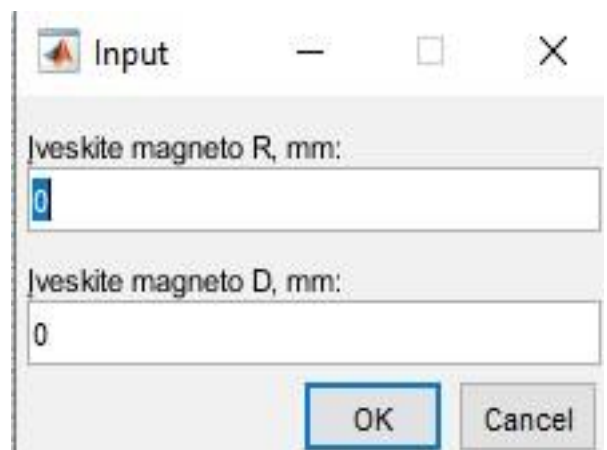 Input
Įveskite magneto R, mm:
0
Įveskite magneto D, mm:
0
OK Cancel